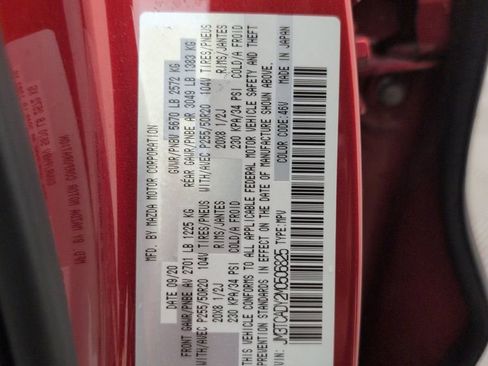 MFD. BY MAZDA MOTOR CORPORATION
09/20 GVWR/PNBV 5670 LB 2572 KG
FRONT GAWR/PNBE AV 2701 LB 1225 KG REAR GAWR/PNBE AR 3049 LB 1383 KG
WITH/AVEC P255/50R20 104V TIRES/PNEUS WITH/AVEC P255/50R20 104V TIRES/PNEUS
20X8 1/2J RIMS/JANTES 20X8 1/2J RIMS/JANTES
230 KPA/34 PSI COLD/A FROID 230 KPA/34 PSI COLD/A FROID
THIS VEHICLE CONFORMS TO ALL APPLICABLE FEDERAL MOTOR VEHICLE SAFETY AND THEFT
PREVENTION STANDARDS IN EFFECT ON THE DATE OF MANUFACTURE SHOWN ABOVE.
VIN: JM3TCADY2M0506825 TYPE:MPV
COLOR CODE:46V MADE IN JAPAN